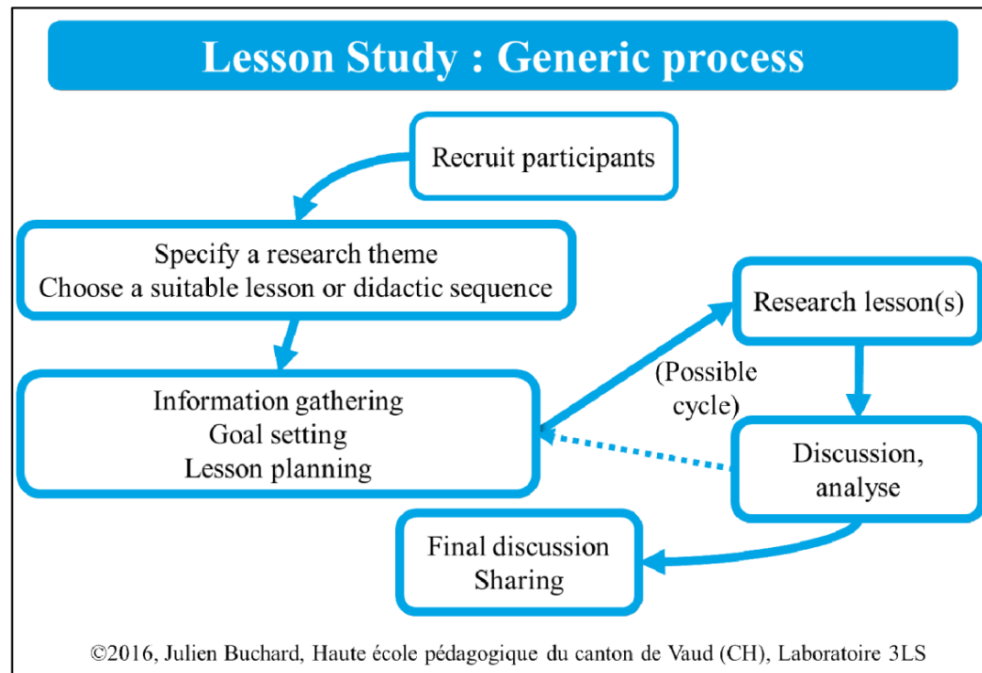 Lesson Study : Generic process
Recruit participants
Specify a research theme
Choose a suitable lesson or didactic sequence
Information gathering
Goal setting
Lesson planning
(Possible
cycle)
Research lesson(s)
Discussion,
analyse
Final discussion
Sharing
©2016, Julien Buchard, Haute école pédagogique du canton de Vaud (CH), Laboratoire 3LS